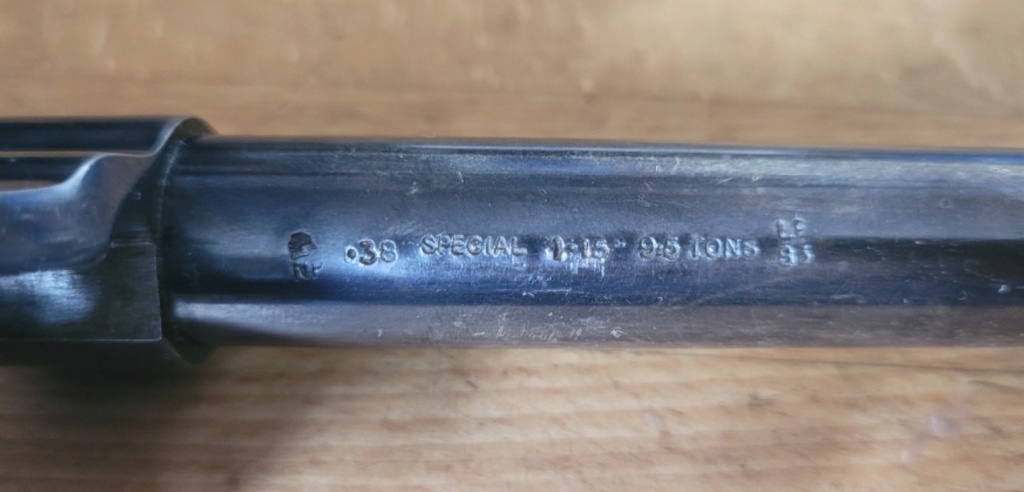 .38 SPECIAL 1·15" 9·5 TONS